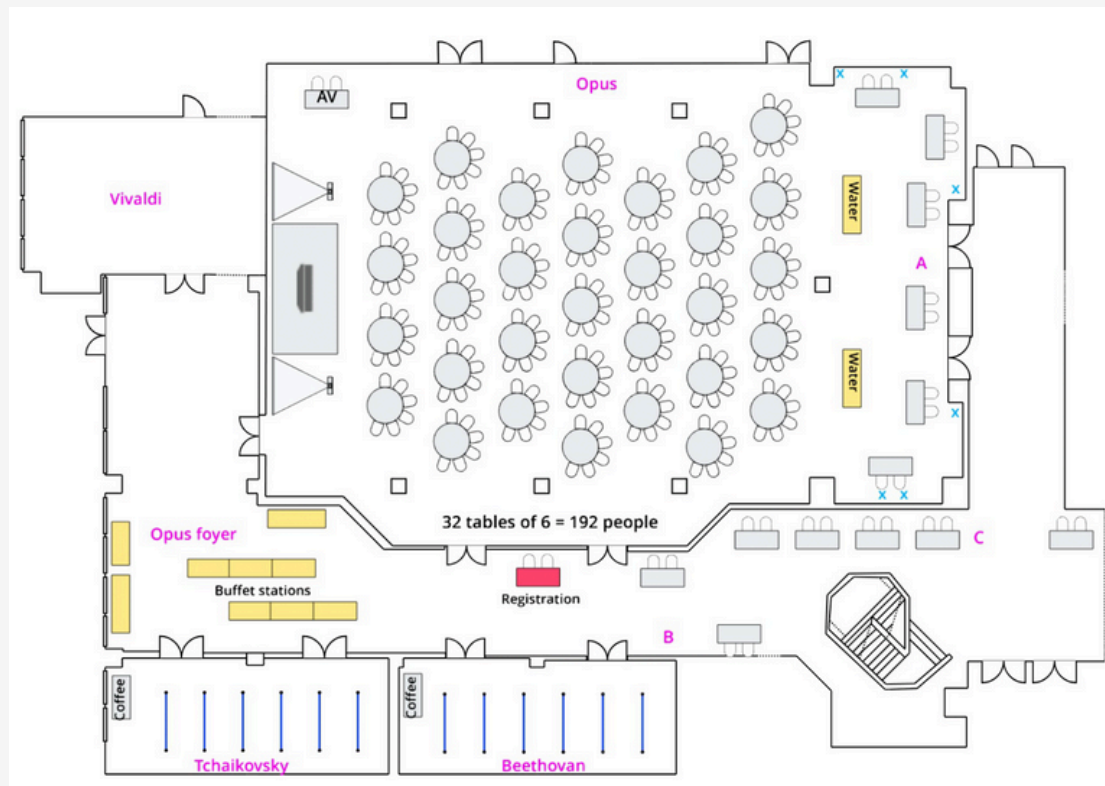 Opus
AV
x
x
Vivaldi
Water
x
A
Water
x
x
x
32 tables of 6 = 192 people
Opus foyer
C
Buffet stations
Registration
B
Coffee
Coffee
Tchaikovsky
Beethovan